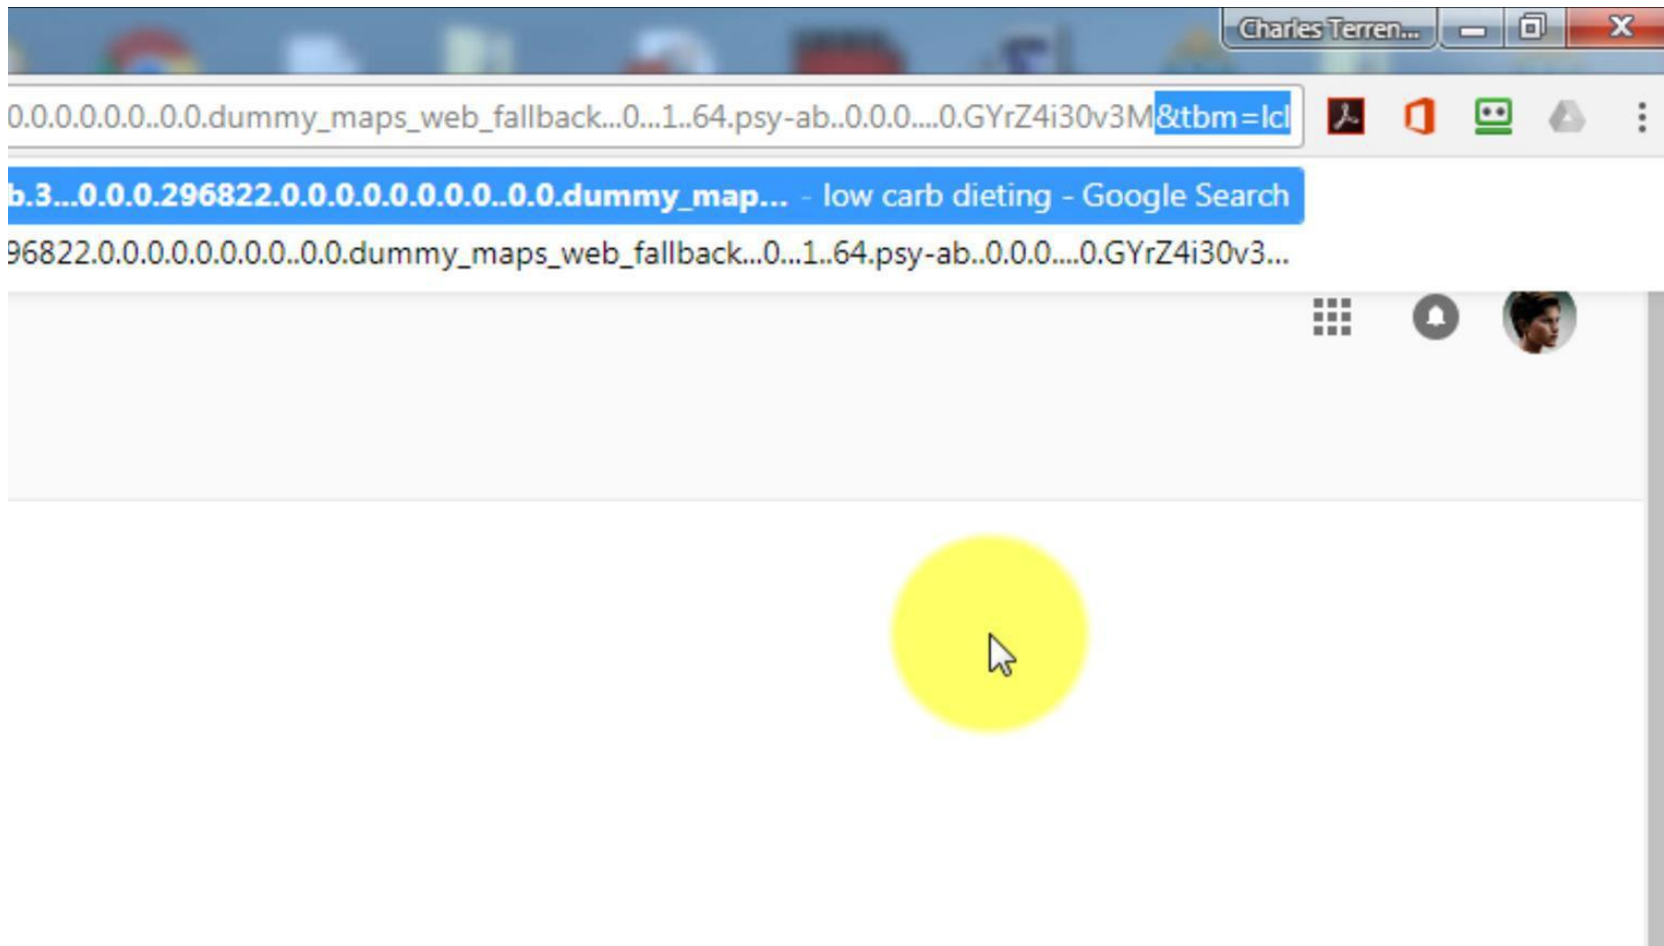 Charles Terren...
0.0.0.0.0.0..0.0.dummy_maps_web_fallback...0...1..64.psy-ab..0.0.0....0.GYrZ4i30v3M&tbm=lcl
b.3...0.0.0.296822.0.0.0.0.0.0.0.0..0.0.dummy_map... - low carb dieting - Google Search
96822.0.0.0.0.0.0.0.0..0.0.dummy_maps_web_fallback...0...1..64.psy-ab..0.0.0....0.GYrZ4i30v3...